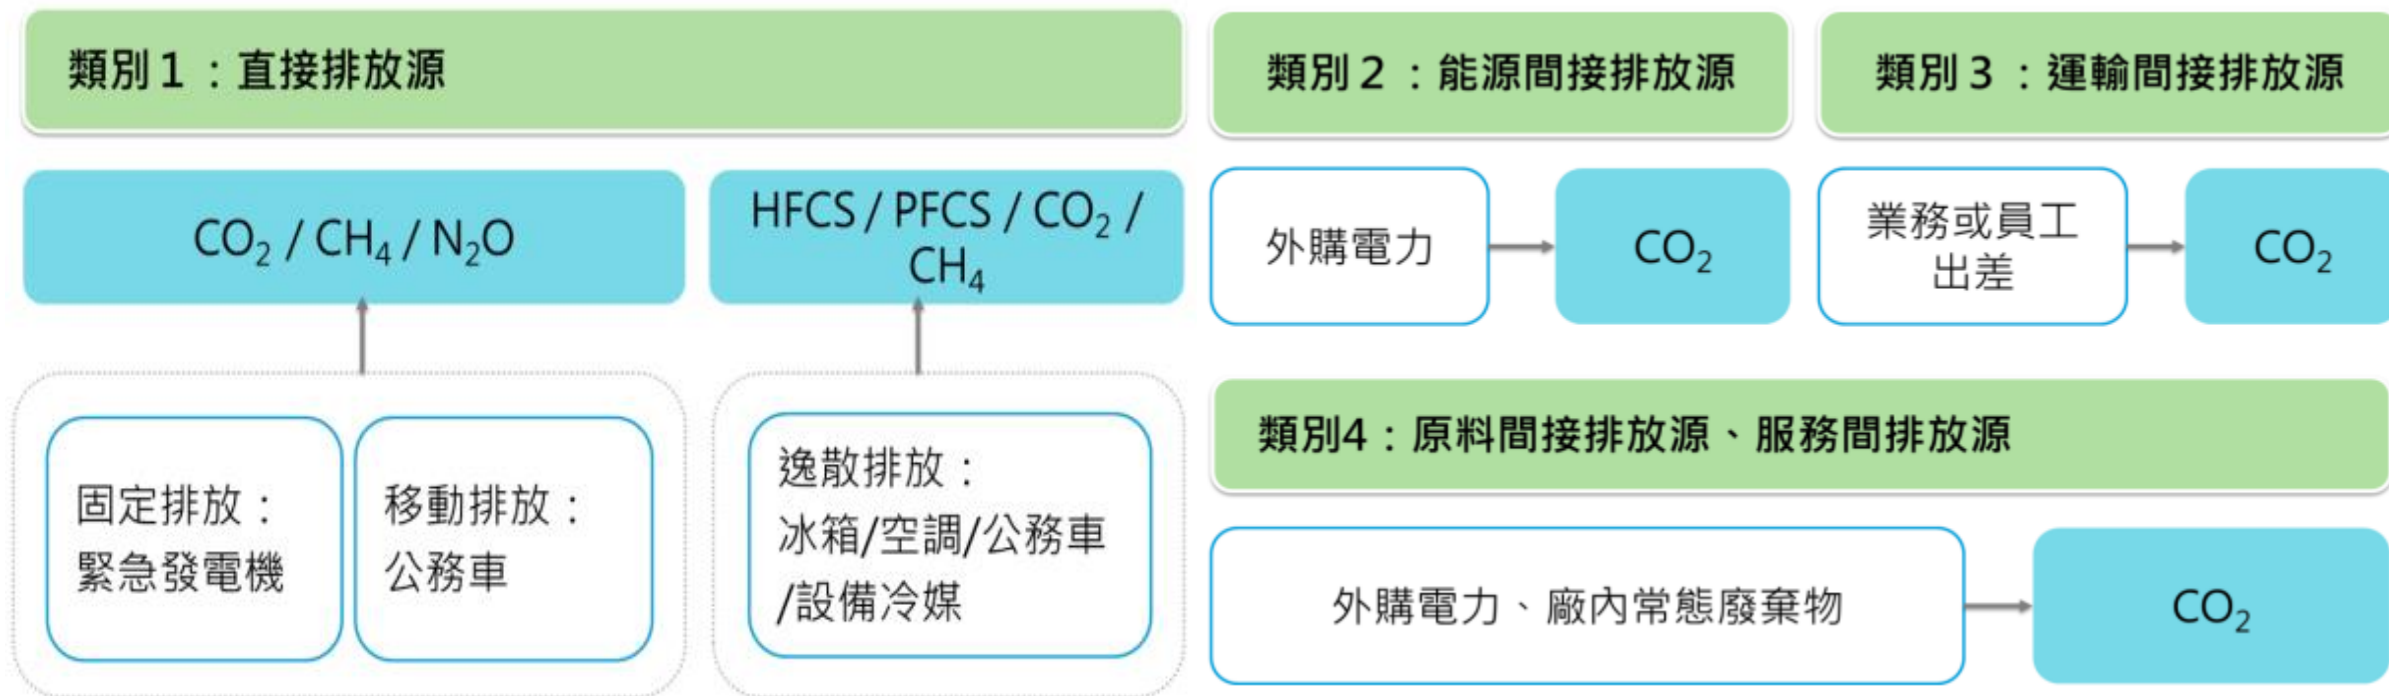 類別1：直接排放源
CO₂ / CH₄ / N₂O
HFCS / PFCS / CO₂ /
CH₄
固定排放：
緊急發電機
移動排放：
公務車
逸散排放：
冰箱/空調/公務車
/設備冷媒
類別2：能源間接排放源
外購電力
CO₂
類別3：運輸間接排放源
業務或員工
出差
CO₂
類別4：原料間接排放源、服務間排放源
外購電力、廠內常態廢棄物
CO₂